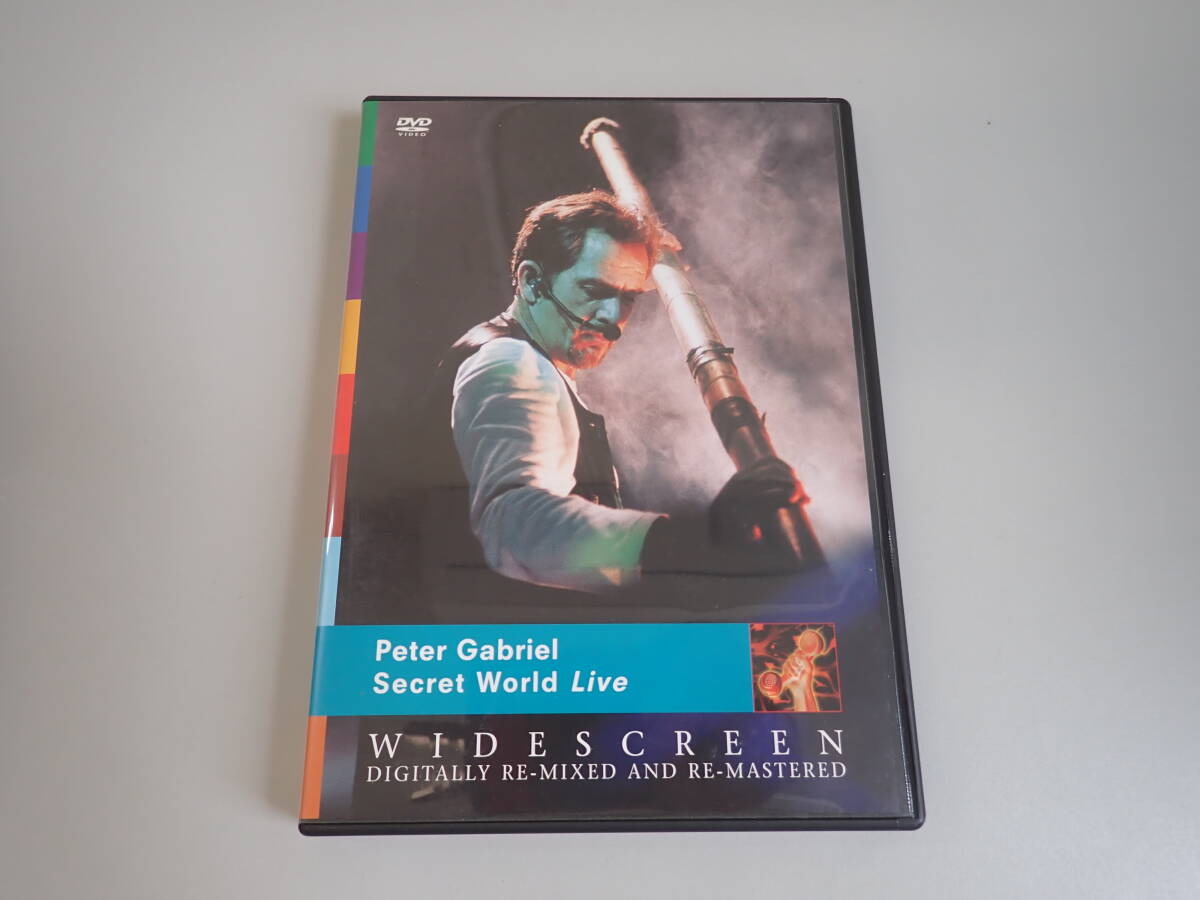 DVD
VIDEO
Peter Gabriel
Secret World Live
WIDESCREEN
DIGITALLY RE-MIXED AND RE-MASTERED